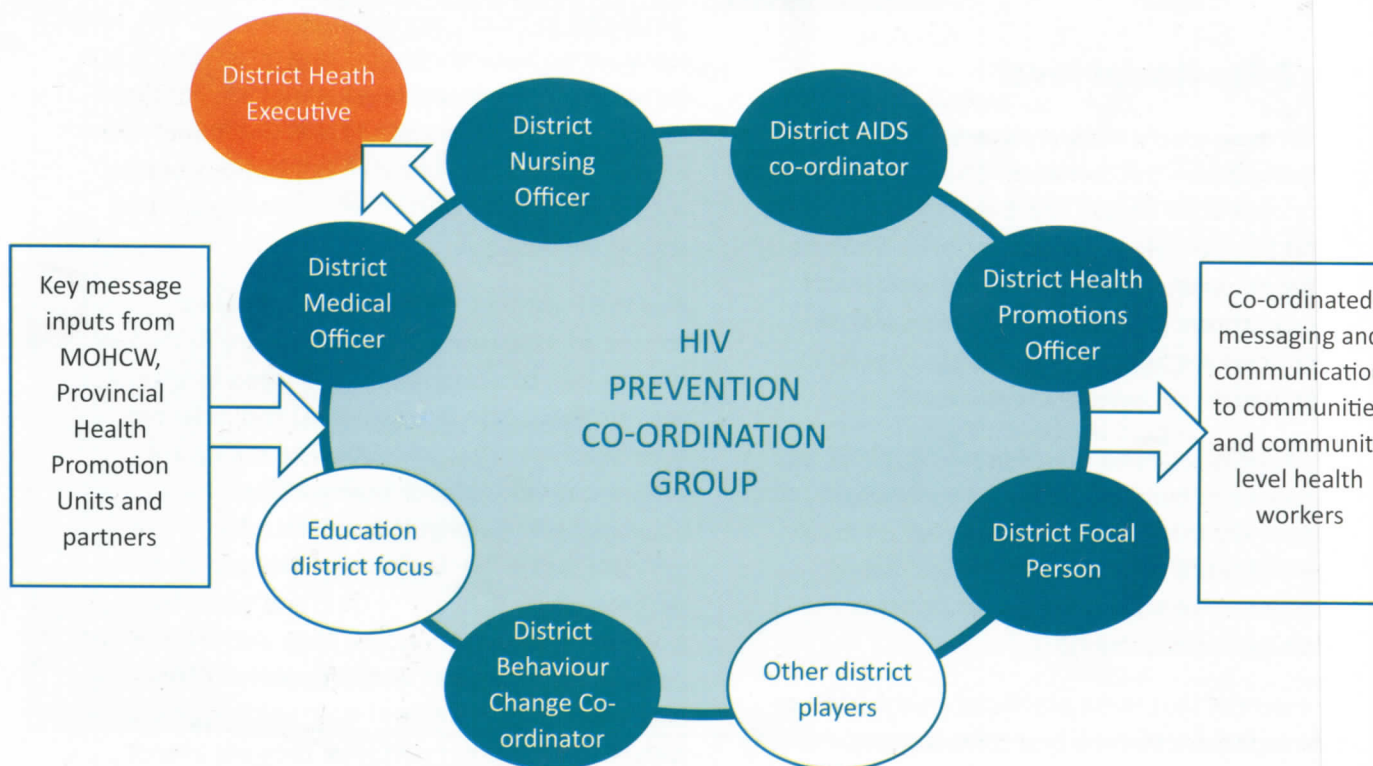 District Heath
Executive
District
Nursing
Officer
District AIDS
co-ordinator
District
Medical
Officer
District Health
Promotions
Officer
Key message
inputs from
MOHCW,
Provincial
Health
Promotion
Units and
partners
HIV
PREVENTION
CO-ORDINATION
GROUP
Co-ordinated
messaging and
communicatio
to communitie
and communit
level health
workers
Education
district focus
District Focal
Person
District
Behaviour
Change Co-
ordinator
Other district
players